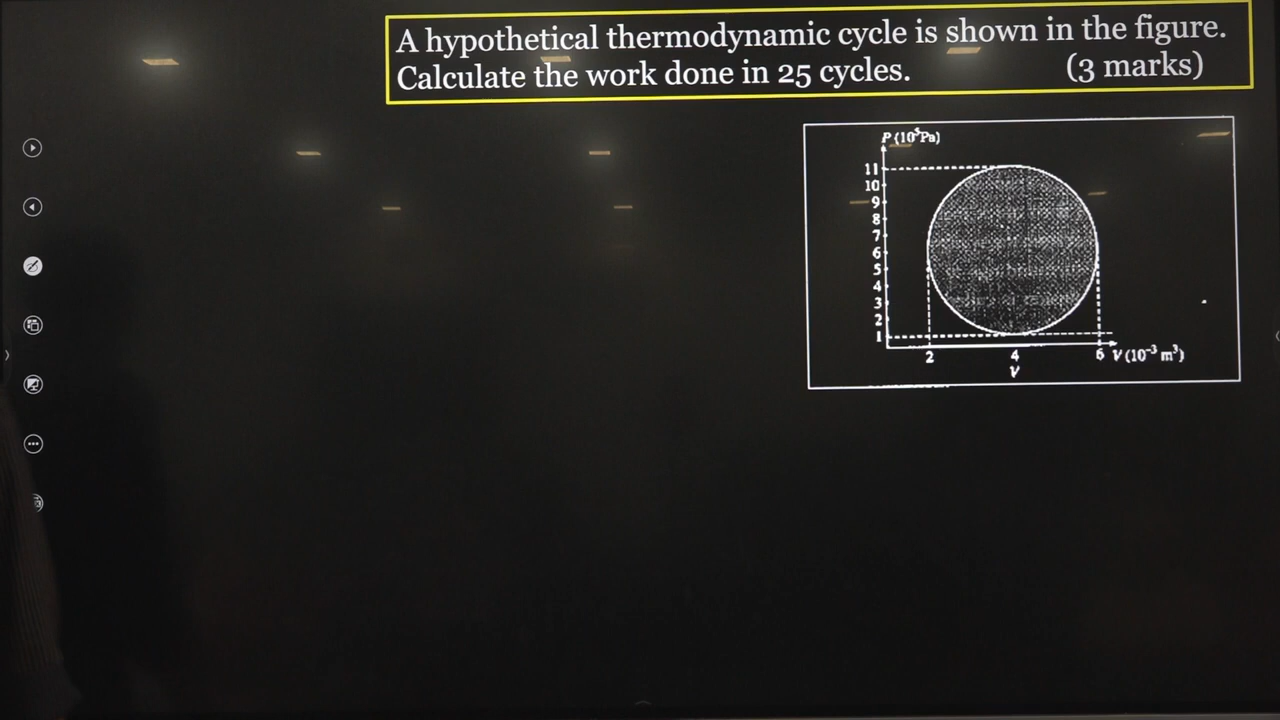 A hypothetical thermodynamic cycle is shown in the figure.
Calculate the work done in 25 cycles. (3 marks)
P (10⁵Pa)
11
10
9
8
7
6
5
4
3
2
1
2 4 6 V (10⁻³ m³)
V